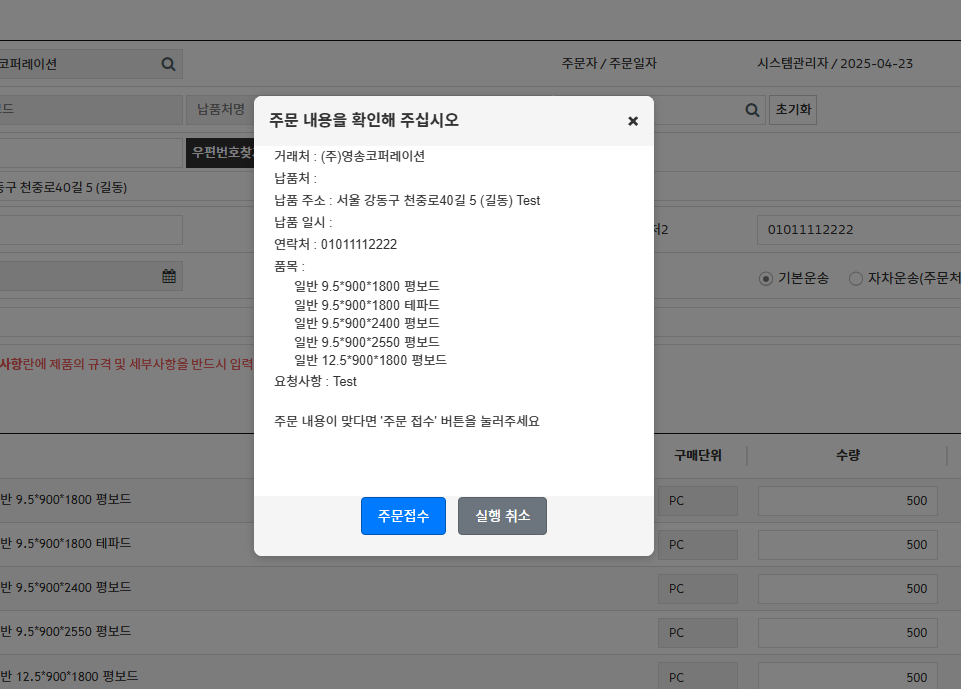 코퍼레이션
주문자 / 주문일자
시스템관리자 / 2025-04-23
드
납품처명
초기화
주문 내용을 확인해 주십시오
우편번호찾
거래처 : (주)영송코퍼레이션
납품처 :
동구 천중로40길 5 (길동)
납품 주소 : 서울 강동구 천중로40길 5 (길동) Test
납품 일시 :
처2
01011112222
연락처 : 01011112222
품목 :
기본운송
자차운송(주문처
일반 9.5*900*1800 평보드
일반 9.5*900*1800 테파드
일반 9.5*900*2400 평보드
일반 9.5*900*2550 평보드
일반 12.5*900*1800 평보드
사항란에 제품의 규격 및 세부사항을 반드시 입력
요청사항 : Test
주문 내용이 맞다면 '주문 접수' 버튼을 눌러주세요
구매단위
수량
주문접수
실행 취소
반 9.5*900*1800 평보드
PC
500
반 9.5*900*1800 테파드
PC
500
반 9.5*900*2400 평보드
PC
500
반 9.5*900*2550 평보드
PC
500
반 12.5*900*1800 평보드
PC
500